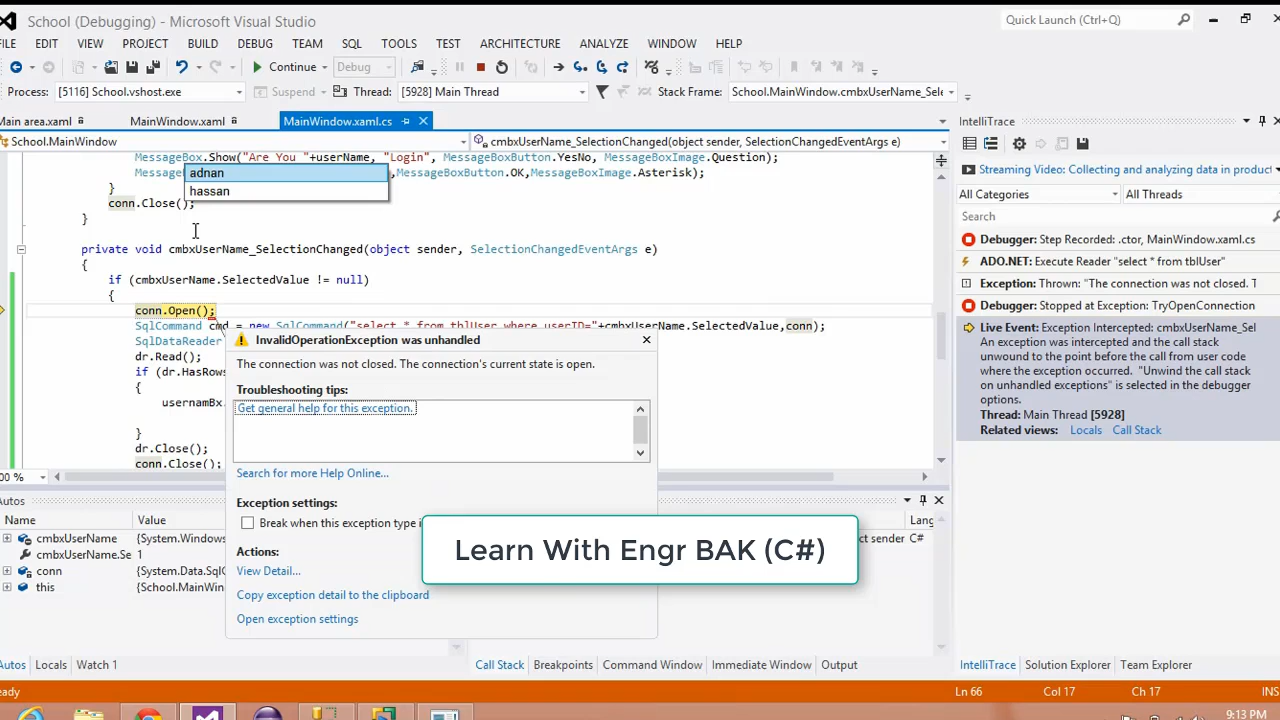 School (Debugging) - Microsoft Visual Studio
Quick Launch (Ctrl+Q)
FILE EDIT VIEW PROJECT BUILD DEBUG TEAM SQL TOOLS TEST ARCHITECTURE ANALYZE WINDOW HELP
Continue Debug
Process: [5116] School.vshost.exe Suspend Thread: [5928] Main Thread Stack Frame: School.MainWindow.cmbxUserName_Sele
Main area.xaml MainWindow.xaml MainWindow.xaml.cs
School.MainWindow cmbxUserName_SelectionChanged(object sender, SelectionChangedEventArgs e)
MessageBox.Show("Are You "+userName, "Login", MessageBoxButton.YesNo, MessageBoxImage.Question);
Messag ,MessageBoxButton.OK,MessageBoxImage.Asterisk);
adnan
hassan
}
conn.Close();
}
private void cmbxUserName_SelectionChanged(object sender, SelectionChangedEventArgs e)
{
if (cmbxUserName.SelectedValue != null)
{
conn.Open();
SqlCommand cmd = new SqlCommand("select * from tblUser where userID="+cmbxUserName.SelectedValue,conn);
SqlDataReader
dr.Read();
if (dr.HasRows
{
usernamBx.
}
dr.Close();
conn.Close();
InvalidOperationException was unhandled
The connection was not closed. The connection's current state is open.
Troubleshooting tips:
Get general help for this exception.
Search for more Help Online...
Exception settings:
Break when this exception type i
Actions:
View Detail...
Copy exception detail to the clipboard
Open exception settings
Learn With Engr BAK (C#)
00 %
Autos
Name Value Lang
cmbxUserName {System.Windows ect sender C#
cmbxUserName.Se 1
conn {System.Data.SqlC
this {School.MainWin
Autos Locals Watch 1
Call Stack Breakpoints Command Window Immediate Window Output
IntelliTrace
Streaming Video: Collecting and analyzing data in product
All Categories All Threads
Search
Debugger: Step Recorded: .ctor, MainWindow.xaml.cs
ADO.NET: Execute Reader "select * from tblUser"
Exception: Thrown: "The connection was not closed. T
Debugger: Stopped at Exception: TryOpenConnection
Live Event: Exception Intercepted: cmbxUserName_Sel
An exception was intercepted and the call stack
unwound to the point before the call from user code
where the exception occurred. "Unwind the call stack
on unhandled exceptions" is selected in the debugger
options.
Thread: Main Thread [5928]
Related views: Locals Call Stack
IntelliTrace Solution Explorer Team Explorer
Ready Ln 66 Col 17 Ch 17 INS
9:13 PM